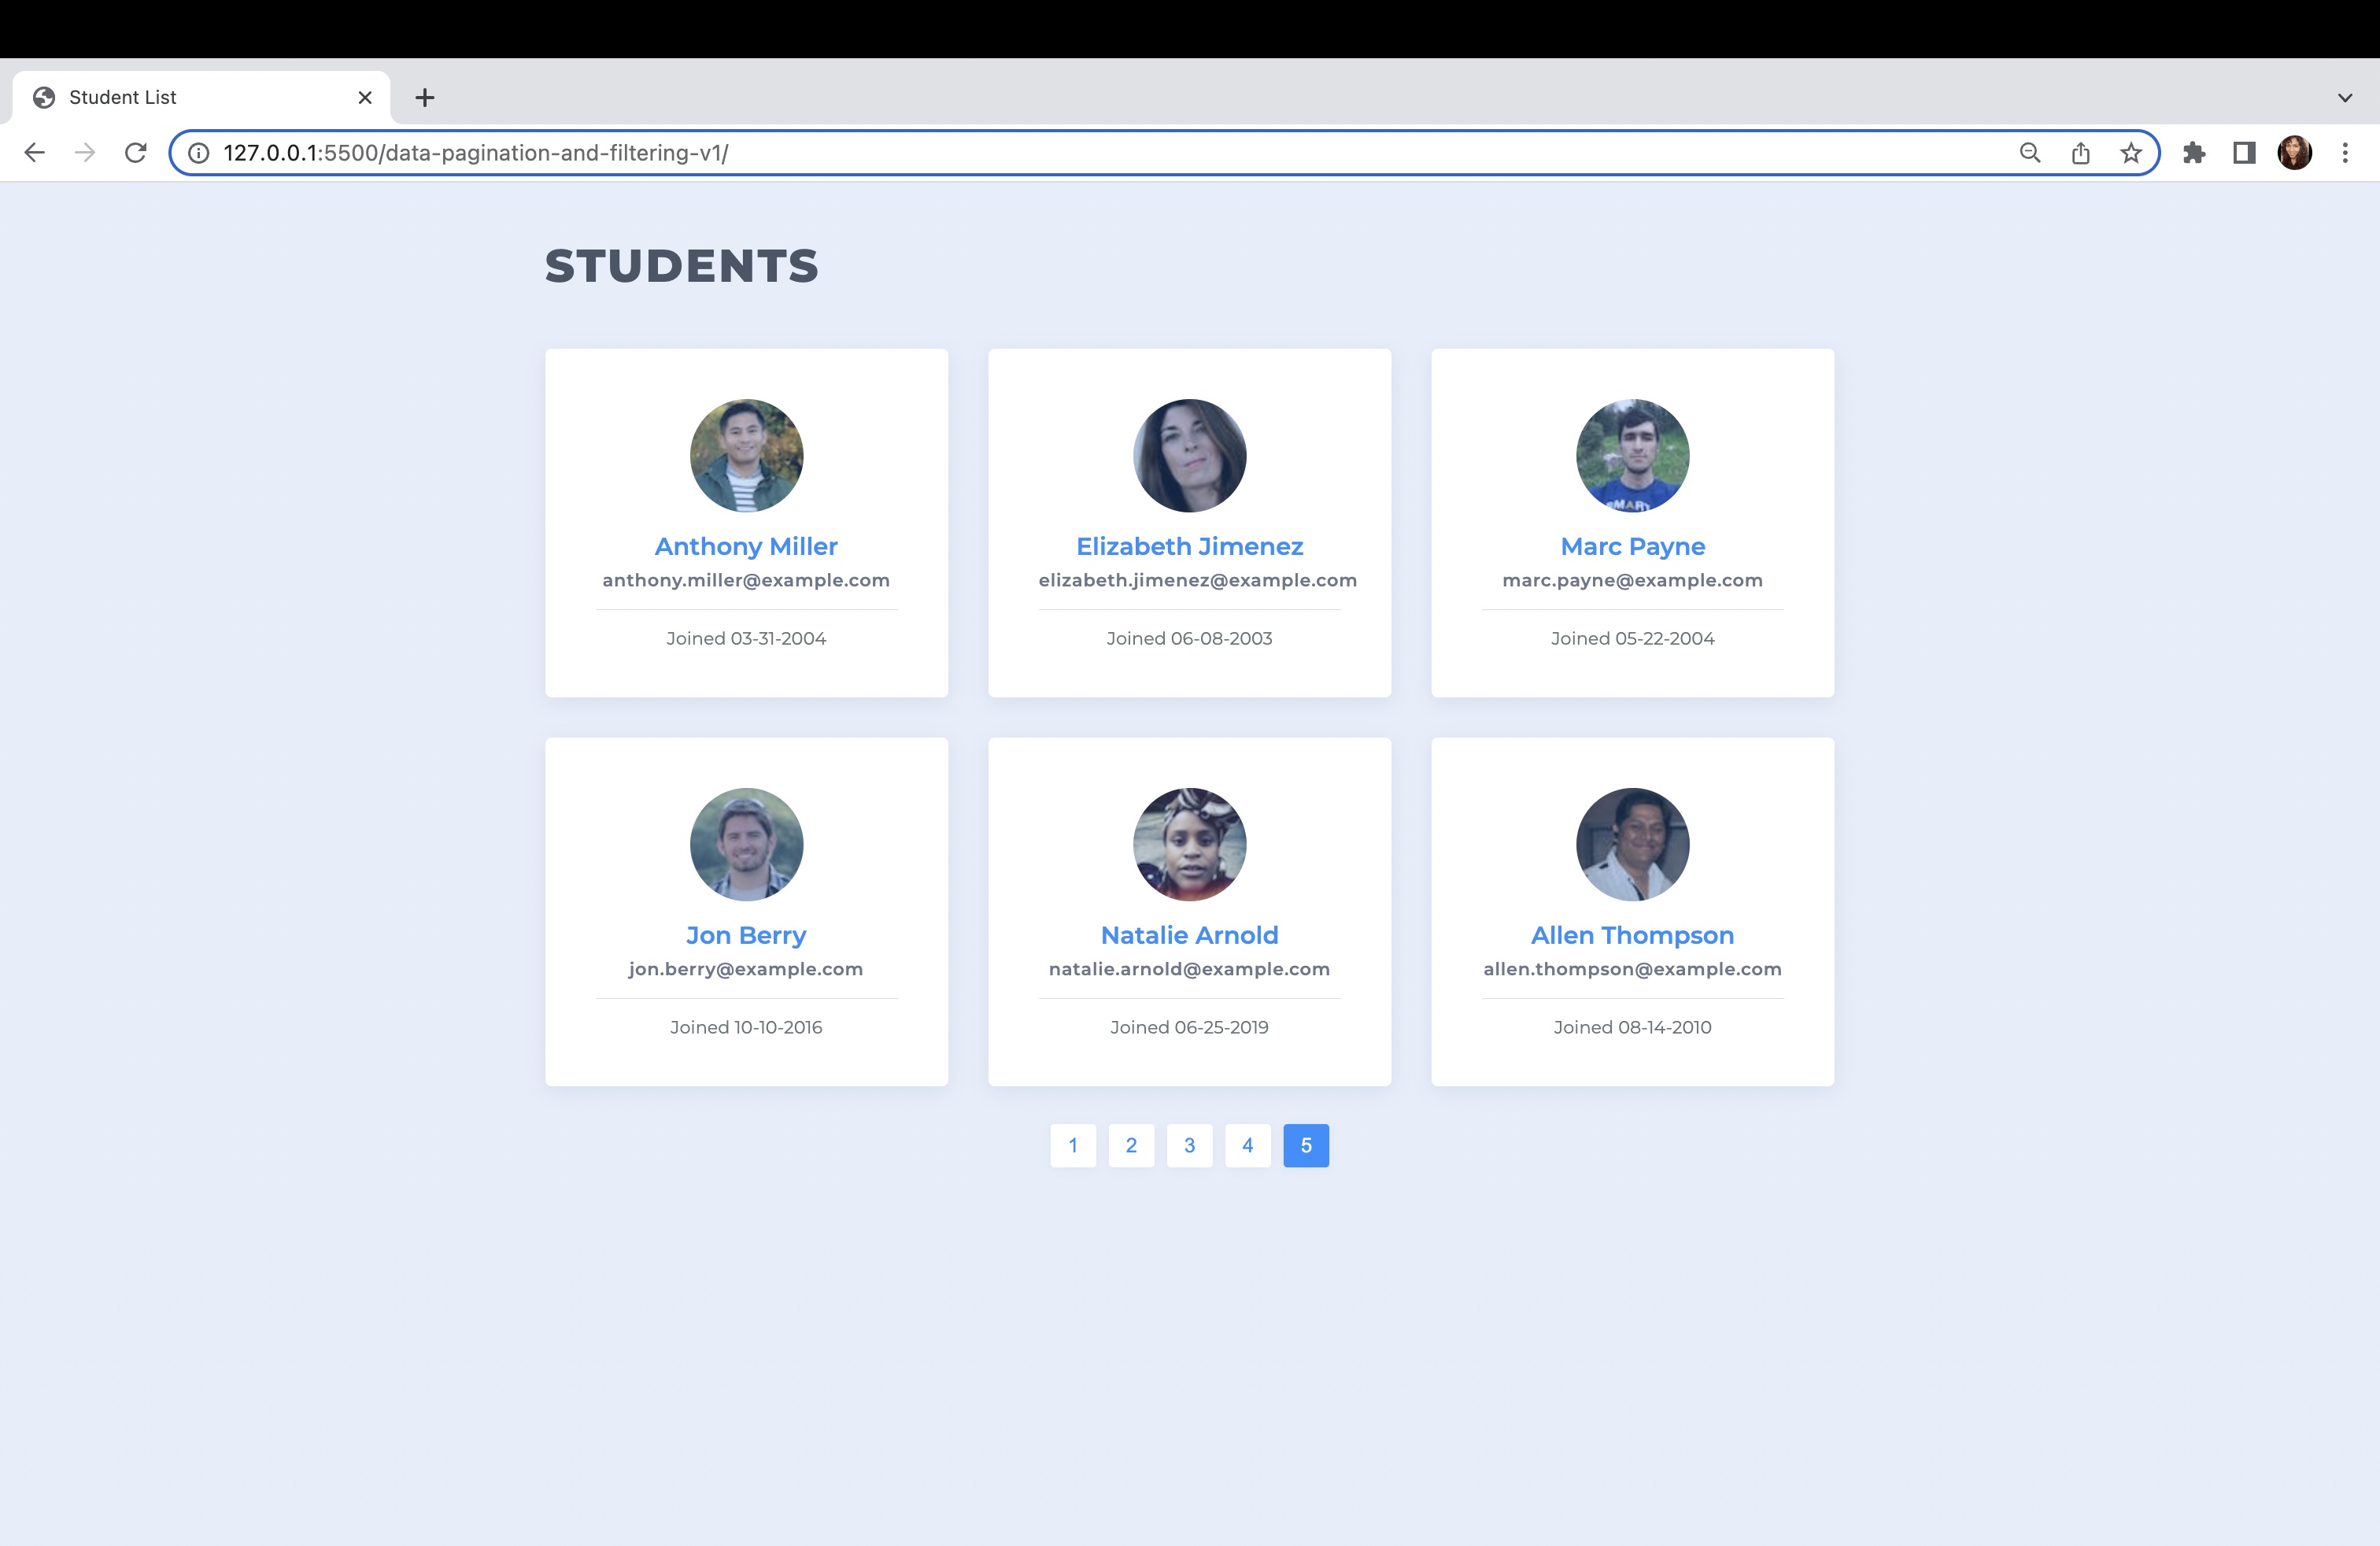 Student List
127.0.0.1:5500/data-pagination-and-filtering-v1/
STUDENTS
Anthony Miller
anthony.miller@example.com
Joined 03-31-2004
Elizabeth Jimenez
elizabeth.jimenez@example.com
Joined 06-08-2003
SMART
Marc Payne
marc.payne@example.com
Joined 05-22-2004
Jon Berry
jon.berry@example.com
Joined 10-10-2016
Natalie Arnold
natalie.arnold@example.com
Joined 06-25-2019
Allen Thompson
allen.thompson@example.com
Joined 08-14-2010
1 2 3 4 5